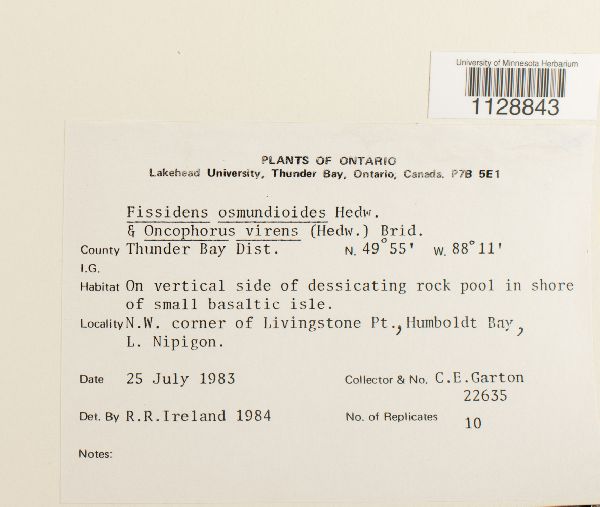 University of Minnesota Herbarium
1128843
PLANTS OF ONTARIO
Lakehead University, Thunder Bay, Ontario, Canada. P7B 5E1
Fissidens osmundioides Hedw.
& Oncophorus virens (Hedw.) Brid.
County Thunder Bay Dist. N. 49°55' W. 88°11'
I.G.
Habitat On vertical side of dessicating rock pool in shore
of small basaltic isle.
Locality N.W. corner of Livingstone Pt., Humboldt Bay,
L. Nipigon.
Date 25 July 1983 Collector & No. C.E.Garton
22635
Det. By R.R.Ireland 1984 No. of Replicates 10
Notes: